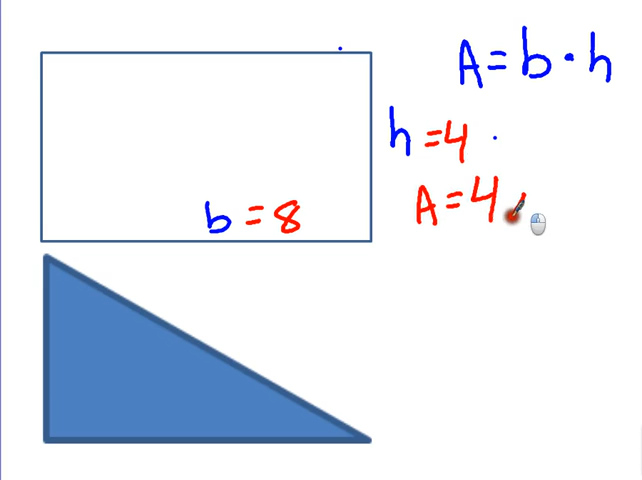 A = b • h
h = 4
A = 4
b = 8